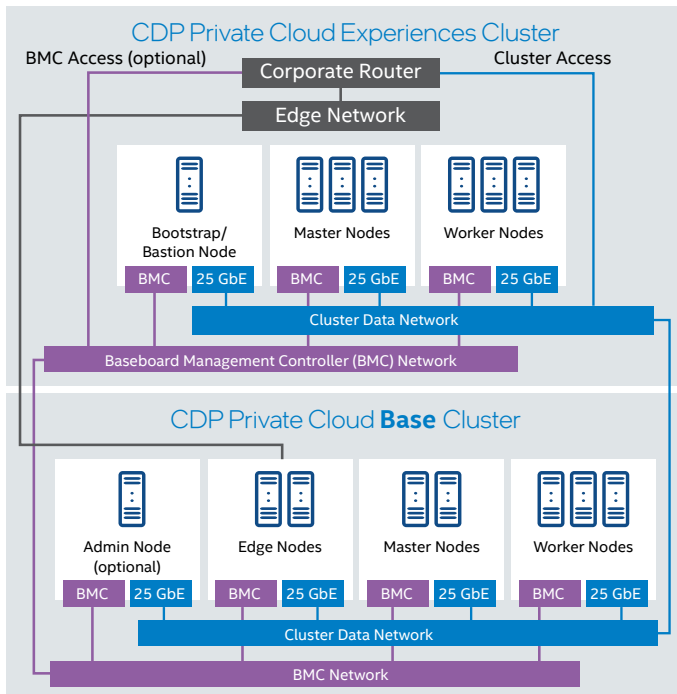 CDP Private Cloud Experiences Cluster
BMC Access (optional)
Cluster Access
Corporate Router
Edge Network
Bootstrap/
Bastion Node
Master Nodes
Worker Nodes
BMC
25 GbE
BMC
25 GbE
BMC
25 GbE
Cluster Data Network
Baseboard Management Controller (BMC) Network
CDP Private Cloud Base Cluster
Admin Node
(optional)
Edge Nodes
Master Nodes
Worker Nodes
BMC
25 GbE
BMC
25 GbE
BMC
25 GbE
BMC
25 GbE
Cluster Data Network
BMC Network